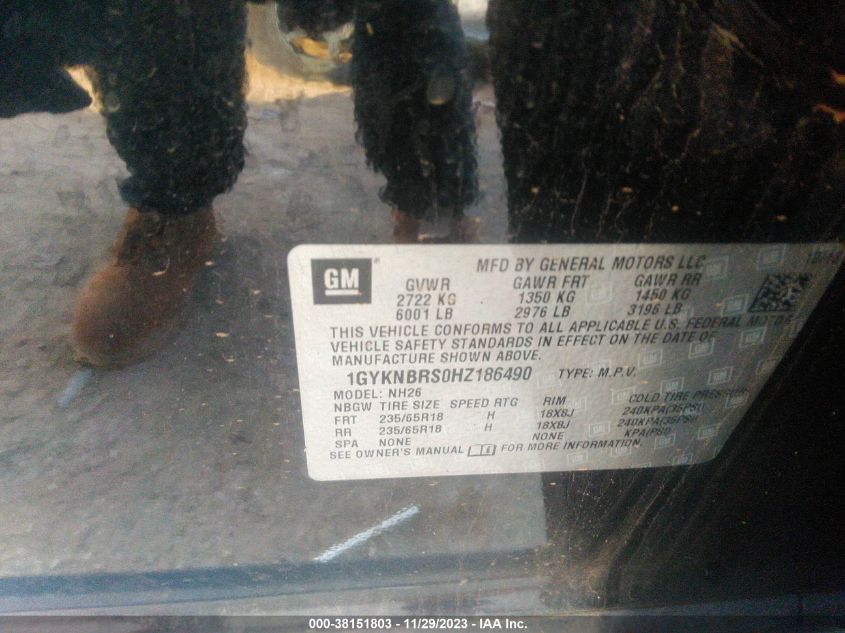 GM
MFD BY GENERAL MOTORS LLC
GVWR GAWR FRT GAWR RR
2722 KG 1350 KG 1450 KG
6001 LB 2976 LB 3196 LB
THIS VEHICLE CONFORMS TO ALL APPLICABLE U.S. FEDERAL MOTOR
VEHICLE SAFETY STANDARDS IN EFFECT ON THE DATE OF
MANUFACTURE SHOWN ABOVE.
1GYKNBRS0HZ186490 TYPE: M.P.V.
MODEL: NH26
NBGW TIRE SIZE SPEED RTG RIM COLD TIRE PRESSURE
FRT 235/65R18 H 18X8J 240KPA(35PSI)
RR 235/65R18 H 18X8J 240KPA(35PSI)
SPA NONE NONE KPA(PSI)
SEE OWNER'S MANUAL FOR MORE INFORMATION.
000-38151803 - 11/29/2023 - IAA Inc.